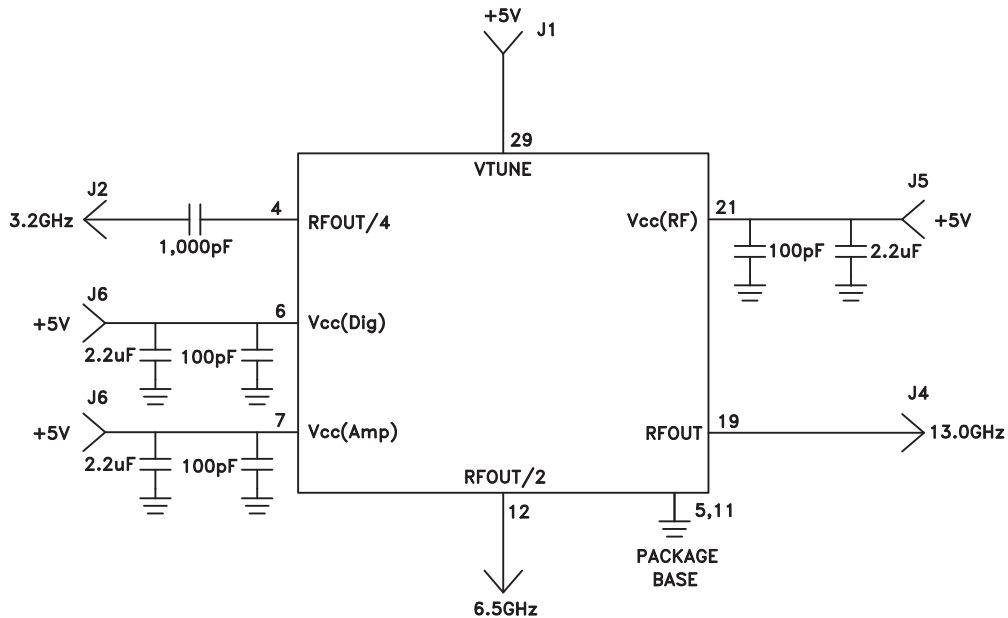 +5V
J1
29
VTUNE
J2
3.2GHz
1,000pF
4
RFOUT/4
21
Vcc(RF)
J5
+5V
100pF
2.2uF
J6
+5V
2.2uF
100pF
6
Vcc(Dig)
J6
+5V
2.2uF
100pF
7
Vcc(Amp)
RFOUT
19
J4
13.0GHz
RFOUT/2
12
6.5GHz
5,11
PACKAGE
BASE